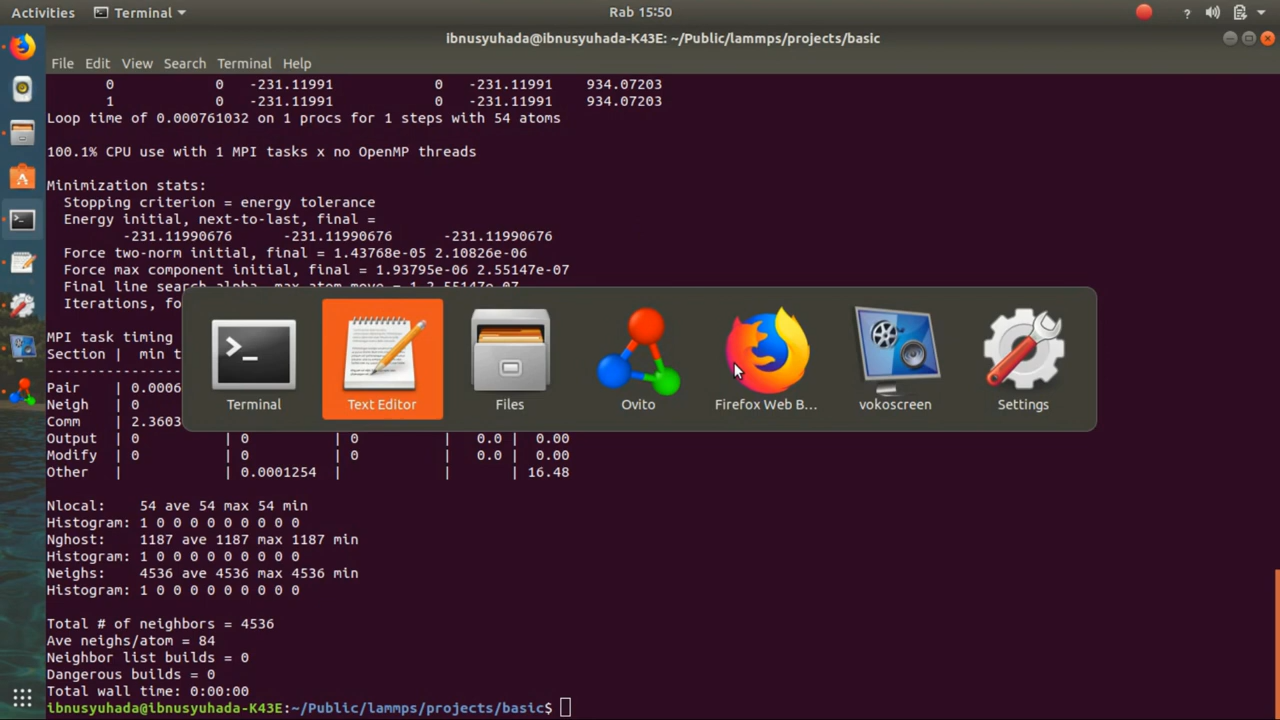 Activities Terminal Rab 15:50
ibnusyuhada@ibnusyuhada-K43E: ~/Public/lammps/projects/basic
File Edit View Search Terminal Help
0 0 -231.11991 0 -231.11991 934.07203
1 0 -231.11991 0 -231.11991 934.07203
Loop time of 0.000761032 on 1 procs for 1 steps with 54 atoms
100.1% CPU use with 1 MPI tasks x no OpenMP threads
Minimization stats:
Stopping criterion = energy tolerance
Energy initial, next-to-last, final =
-231.11990676 -231.11990676 -231.11990676
Force two-norm initial, final = 1.43768e-05 2.10826e-06
Force max component initial, final = 1.93795e-06 2.55147e-07
Final line search alpha, max atom move = 1 2.55147e-07
Iterations, fo
MPI task timing
Section | min t
Pair | 0.0006
Neigh | 0
Comm | 2.3603
Terminal Text Editor Files Ovito Firefox Web B... vokoscreen Settings
Output | 0 | 0 | 0 | 0.0 | 0.00
Modify | 0 | 0 | 0 | 0.0 | 0.00
Other | | 0.0001254 | | | 16.48
Nlocal: 54 ave 54 max 54 min
Histogram: 1 0 0 0 0 0 0 0 0 0
Nghost: 1187 ave 1187 max 1187 min
Histogram: 1 0 0 0 0 0 0 0 0 0
Neighs: 4536 ave 4536 max 4536 min
Histogram: 1 0 0 0 0 0 0 0 0 0
Total # of neighbors = 4536
Ave neighs/atom = 84
Neighbor list builds = 0
Dangerous builds = 0
Total wall time: 0:00:00
ibnusyuhada@ibnusyuhada-K43E:~/Public/lammps/projects/basic$